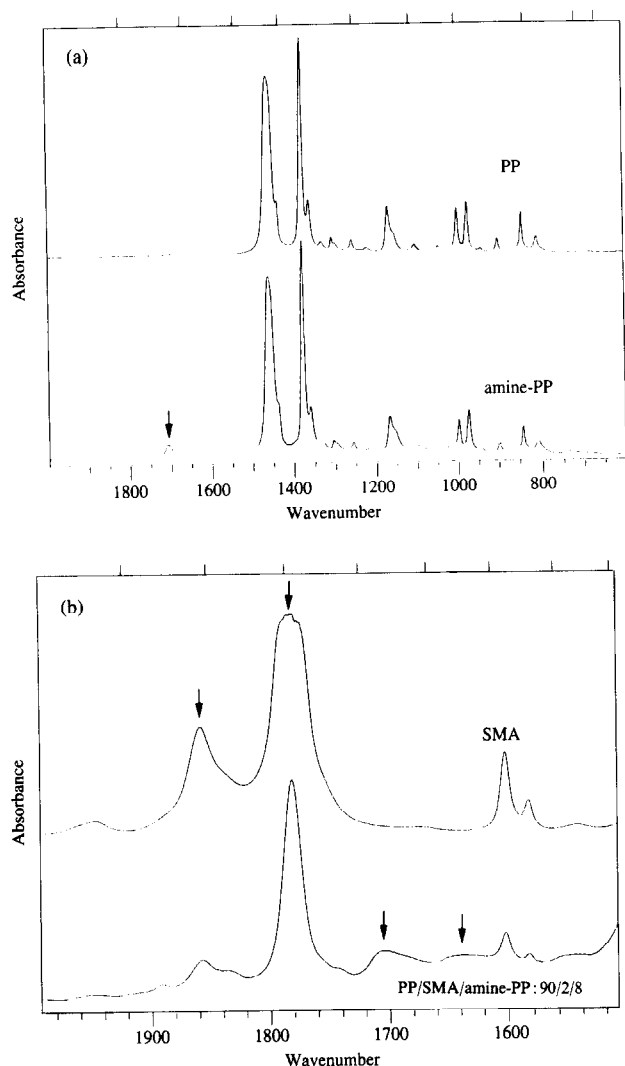 (a)
PP
Absorbance
amine-PP
1800 1600 1400 1200 1000 800
Wavenumber
(b)
SMA
Absorbance
PP/SMA/amine-PP: 90/2/8
1900 1800 1700 1600
Wavenumber